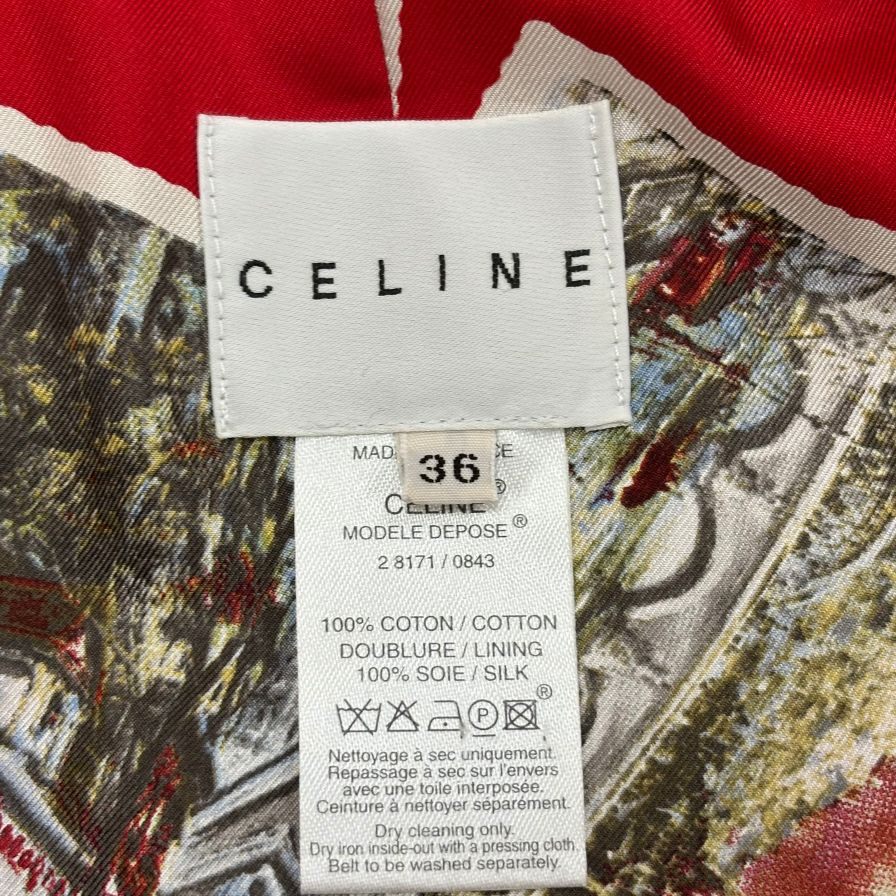 CELINE
36
MAD CE
CELINE®
MODELE DEPOSE®
2 8171 / 0843
100% COTON / COTTON
DOUBLURE / LINING
100% SOIE / SILK
P ®
Nettoyage à sec uniquement.
Repassage à sec sur l'envers
avec une toile interposée.
Ceinture à nettoyer séparément.
Dry cleaning only.
Dry iron inside-out with a pressing cloth.
Belt to be washed separately.